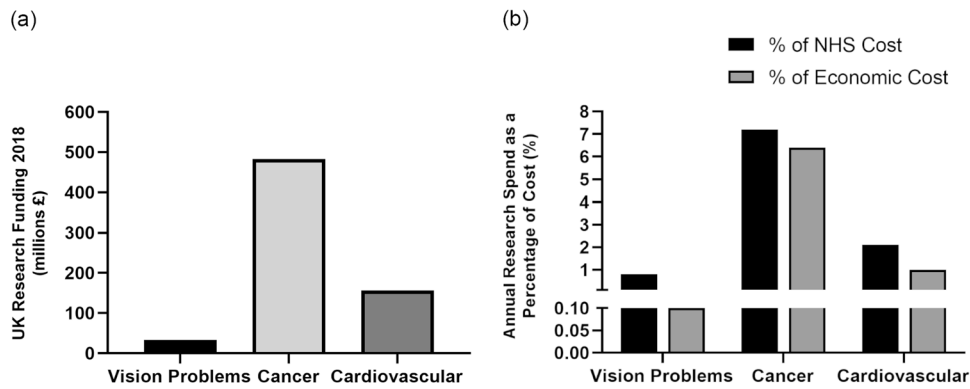 (a)
UK Research Funding 2018
(millions £)
600
500
400
300
200
100
0
Vision Problems Cancer Cardiovascular
(b)
% of NHS Cost
% of Economic Cost
Annual Research Spend as a
Percentage of Cost (%)
8
7
6
5
4
3
2
1
0.10
0.05
0.00
Vision Problems Cancer Cardiovascular